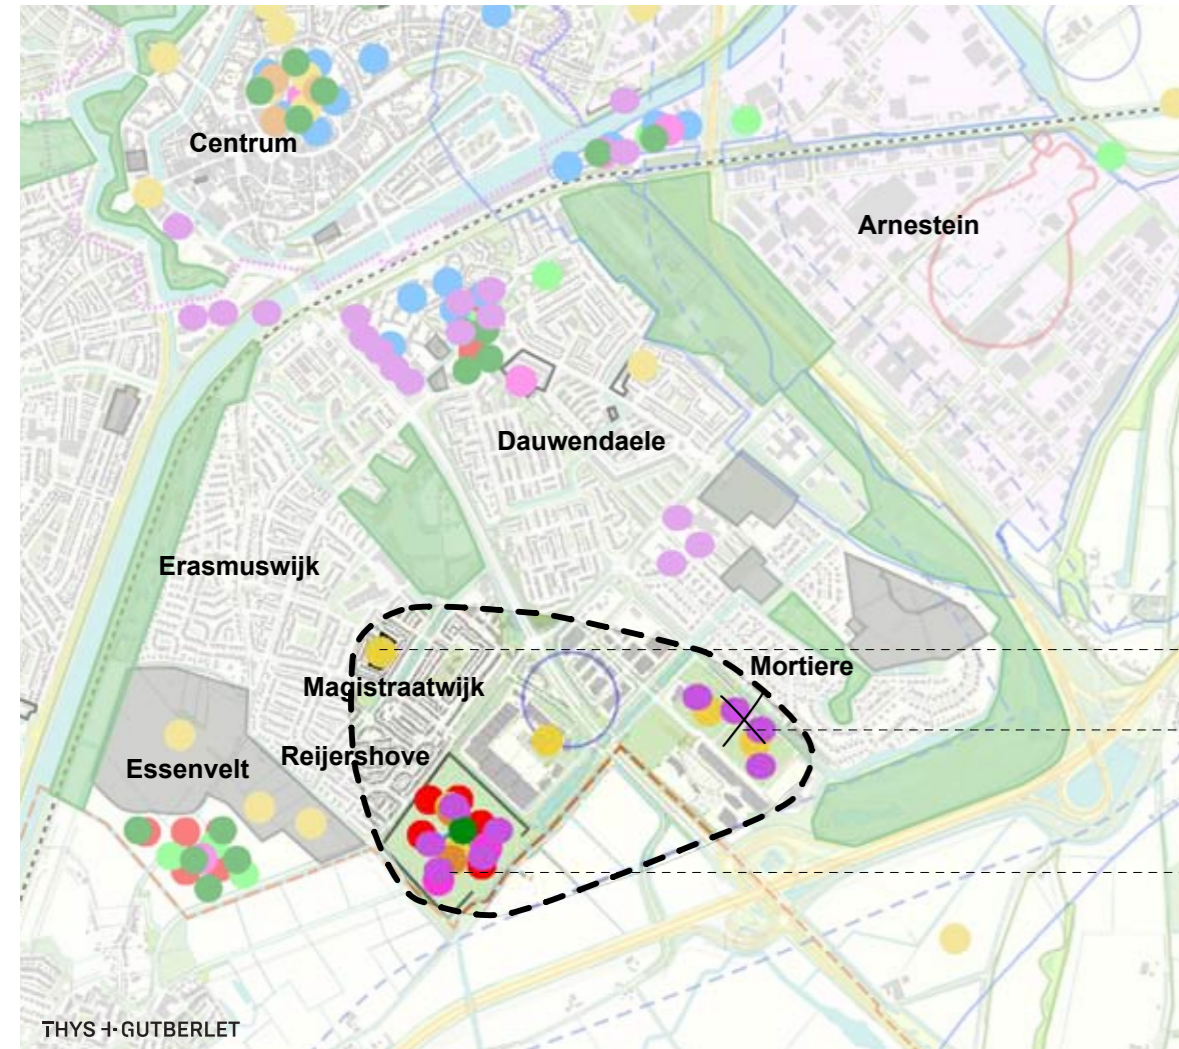 Centrum
Arnestein
Dauwendaele
Erasmuswijk
Mortiere
Magistraatwijk
Reijershove
Essenvelt
THYS + GUTBERLET